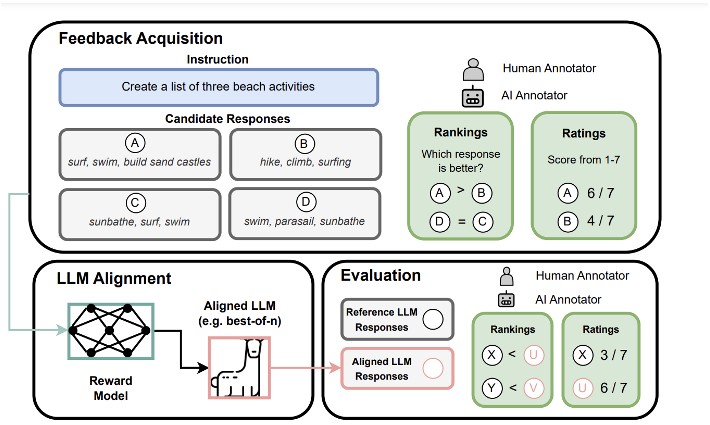 Feedback Acquisition
Instruction
Create a list of three beach activities
Candidate Responses
A
surf, swim, build sand castles
B
hike, climb, surfing
C
sunbathe, surf, swim
D
swim, parasail, sunbathe
Human Annotator
AI Annotator
Rankings
Which response
is better?
A > B
D = C
Ratings
Score from 1-7
A 6 / 7
B 4 / 7
LLM Alignment
Reward
Model
Aligned LLM
(e.g. best-of-n)
Evaluation
Human Annotator
AI Annotator
Reference LLM
Responses
Aligned LLM
Responses
Rankings
X < U
Y < V
Ratings
X 3 / 7
U 6 / 7